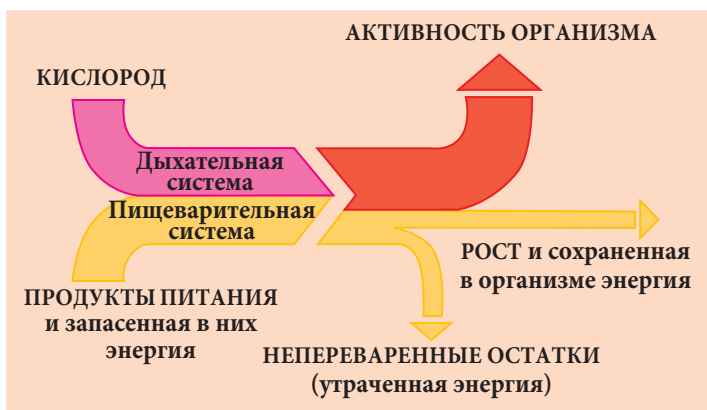 АКТИВНОСТЬ ОРГАНИЗМА
КИСЛОРОД
Дыхательная
система
Пищеварительная
система
РОСТ и сохраненная
в организме энергия
ПРОДУКТЫ ПИТАНИЯ
и запасенная в них
энергия
НЕПЕРЕВАРЕННЫЕ ОСТАТКИ
(утраченная энергия)